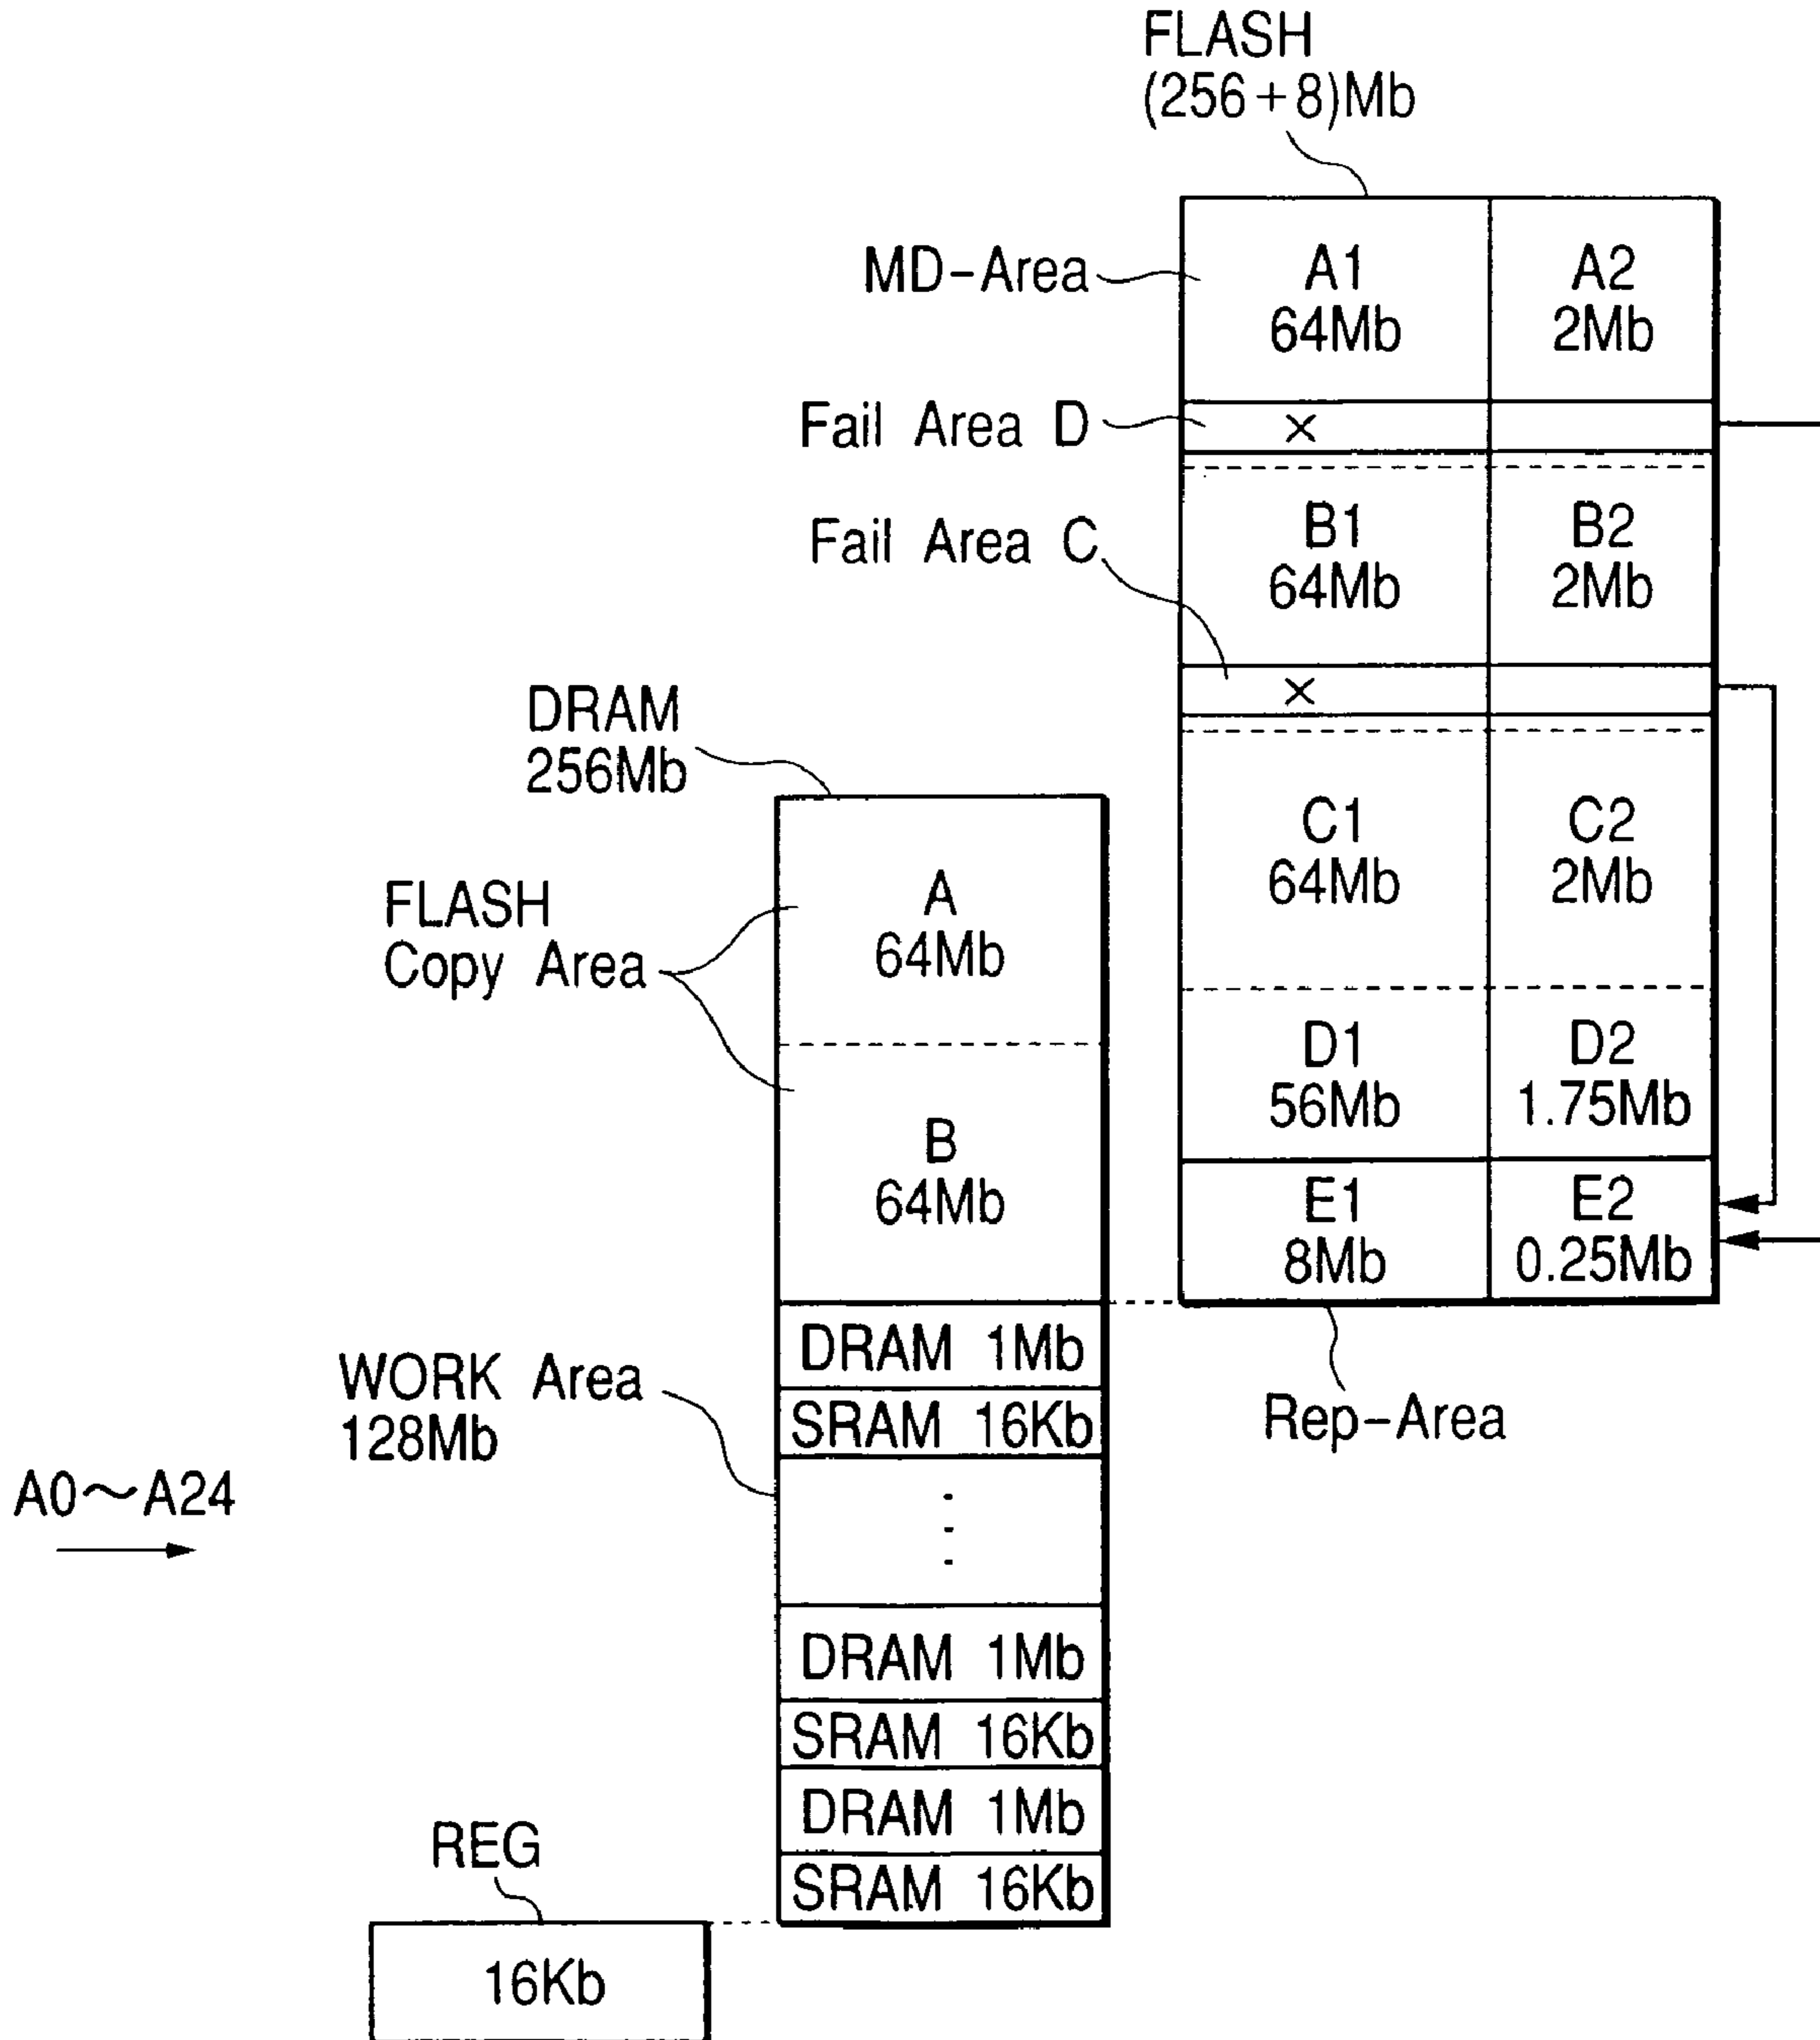 FLASH
(256+8)Mb
MD-Area
A1
64Mb
A2
2Mb
Fail Area D
×
B1
64Mb
B2
2Mb
Fail Area C
×
C1
64Mb
C2
2Mb
D1
56Mb
D2
1.75Mb
E1
8Mb
E2
0.25Mb
Rep-Area
DRAM
256Mb
FLASH
Copy Area
A
64Mb
B
64Mb
WORK Area
128Mb
DRAM 1Mb
SRAM 16Kb
DRAM 1Mb
SRAM 16Kb
DRAM 1Mb
SRAM 16Kb
A0～A24
REG
16Kb